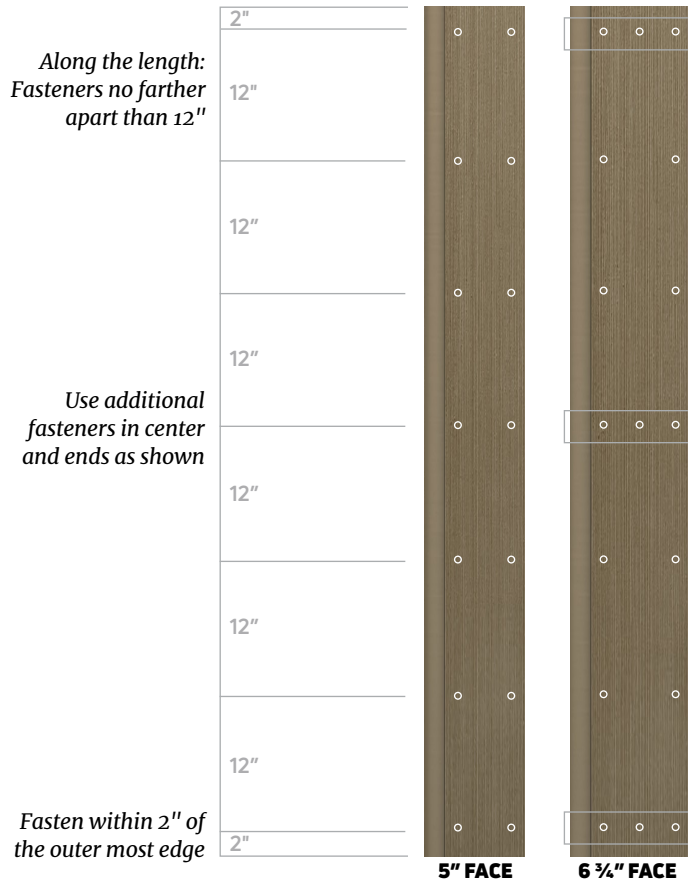 2"
Along the length:
Fasteners no farther
apart than 12"
12"
12"
12"
Use additional
fasteners in center
and ends as shown
12"
12"
12"
Fasten within 2" of
the outer most edge
2"
5" FACE
6 ¾" FACE